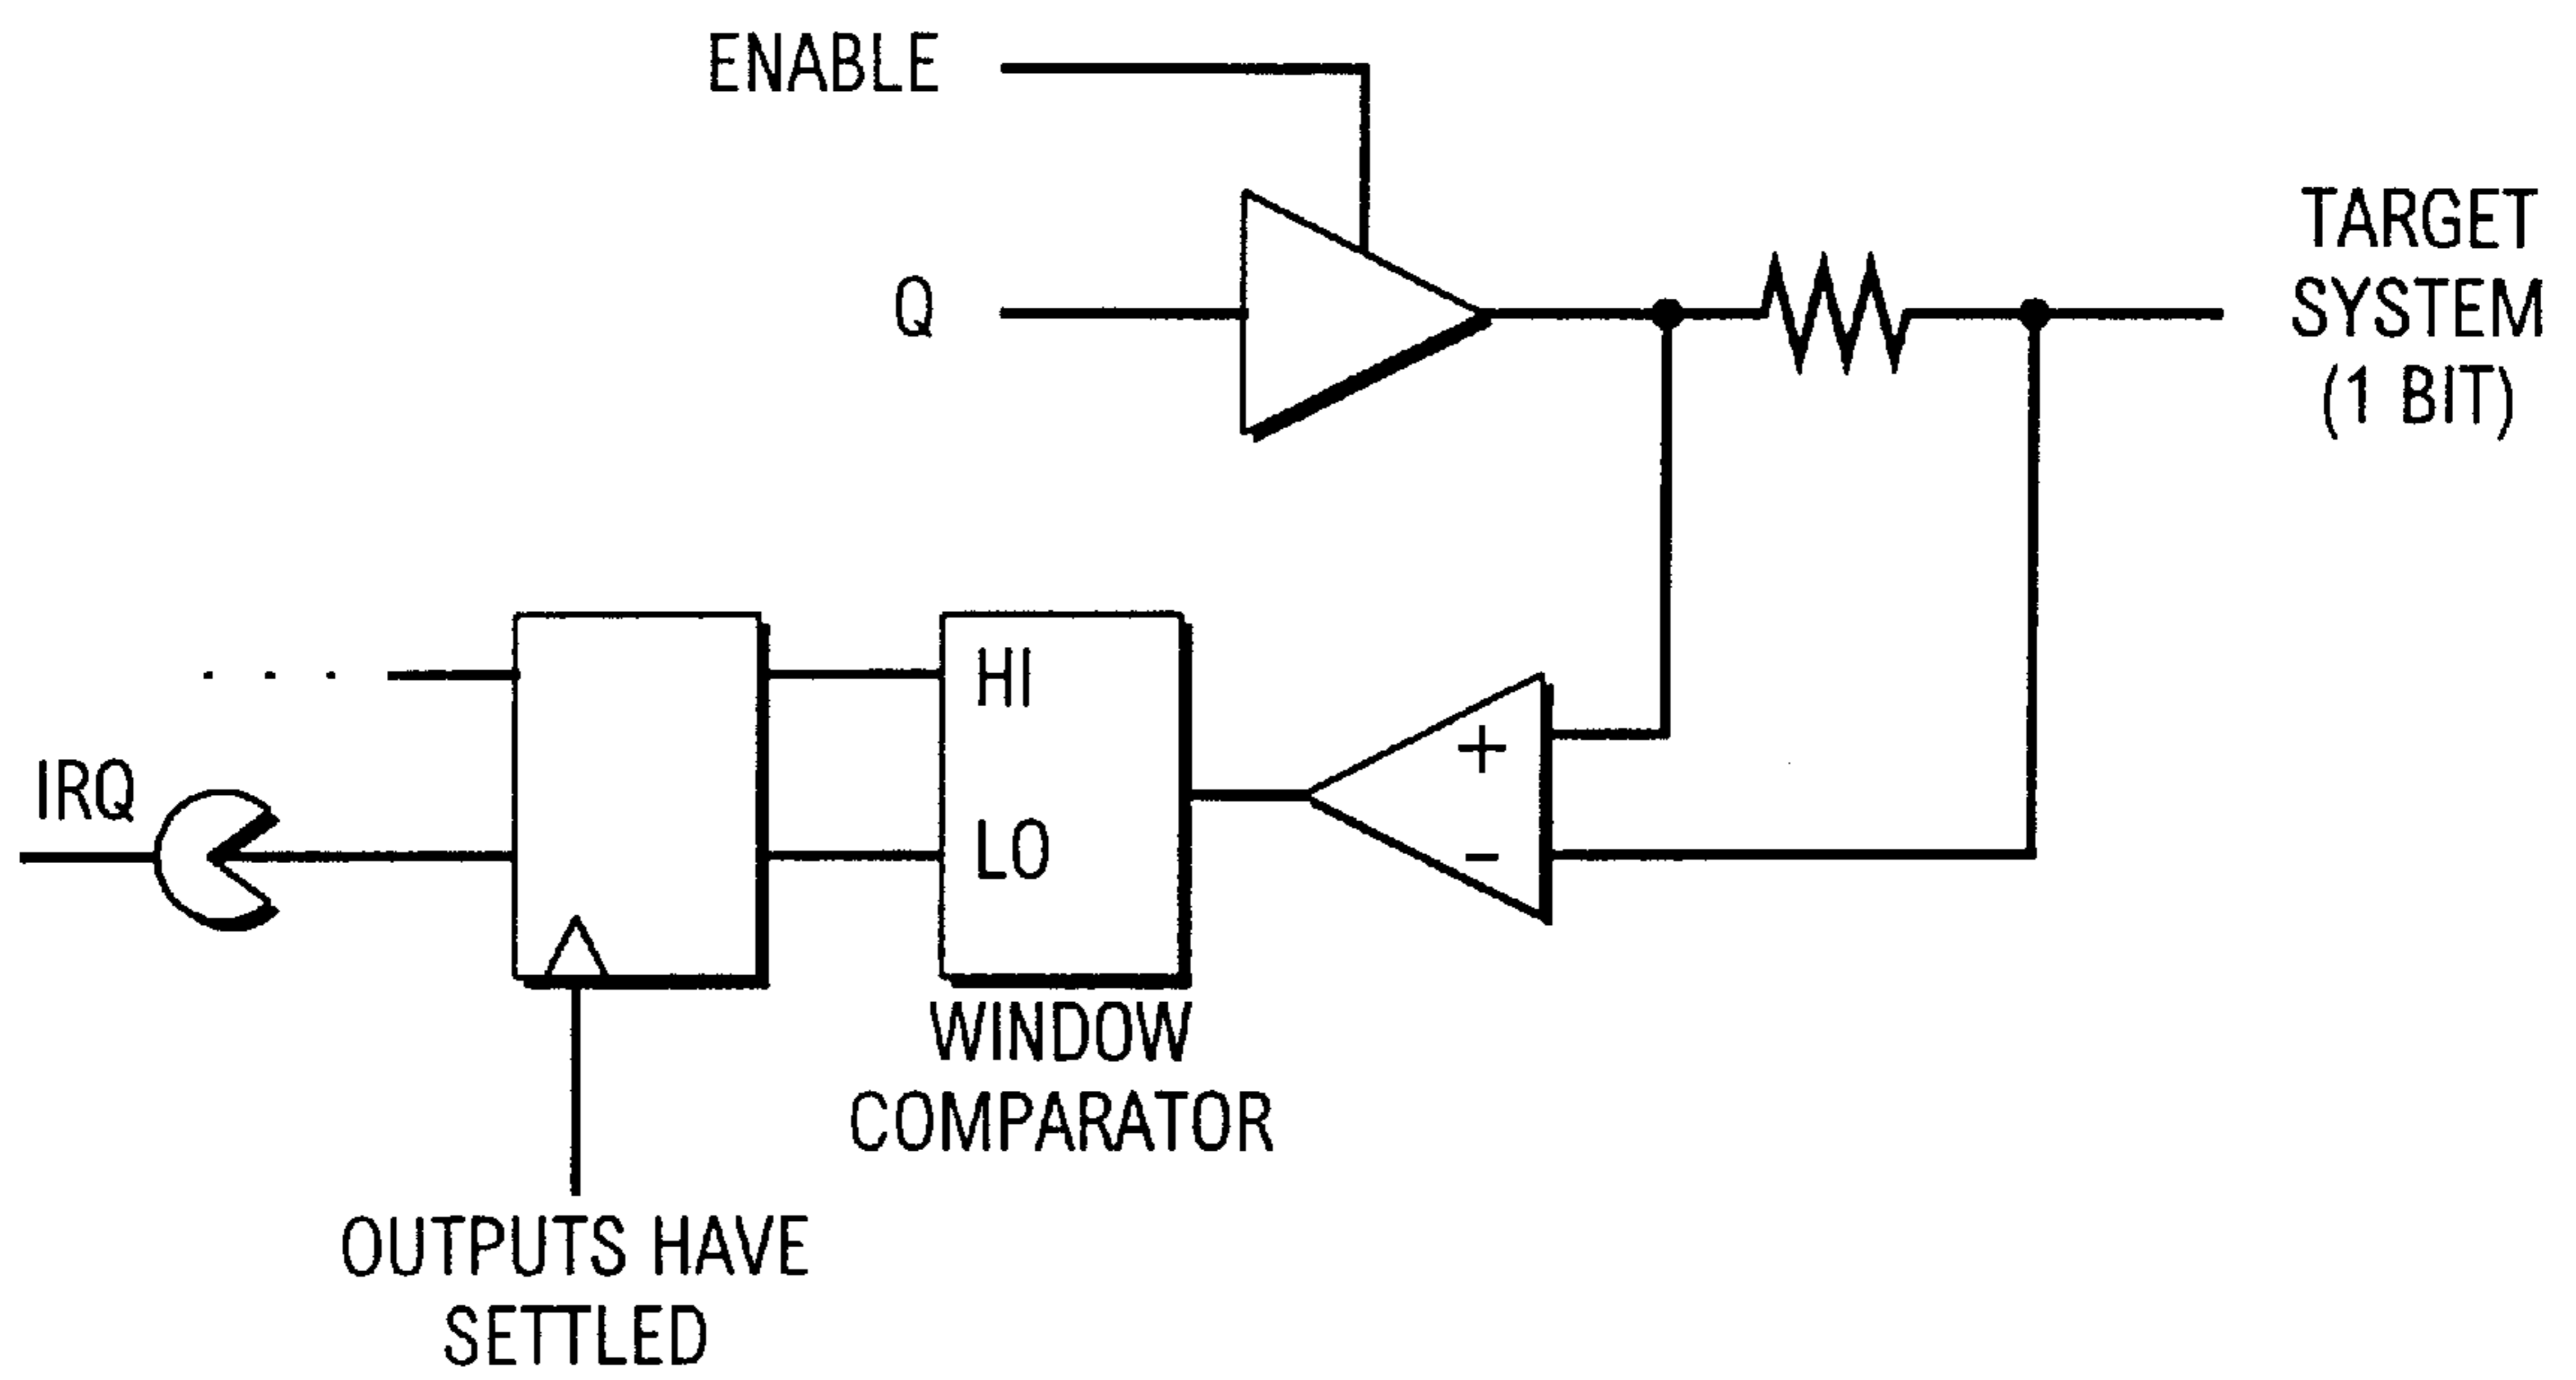 ENABLE
Q
TARGET
SYSTEM
(1 BIT)
HI
+
IRQ
LO
-
WINDOW
COMPARATOR
OUTPUTS HAVE
SETTLED